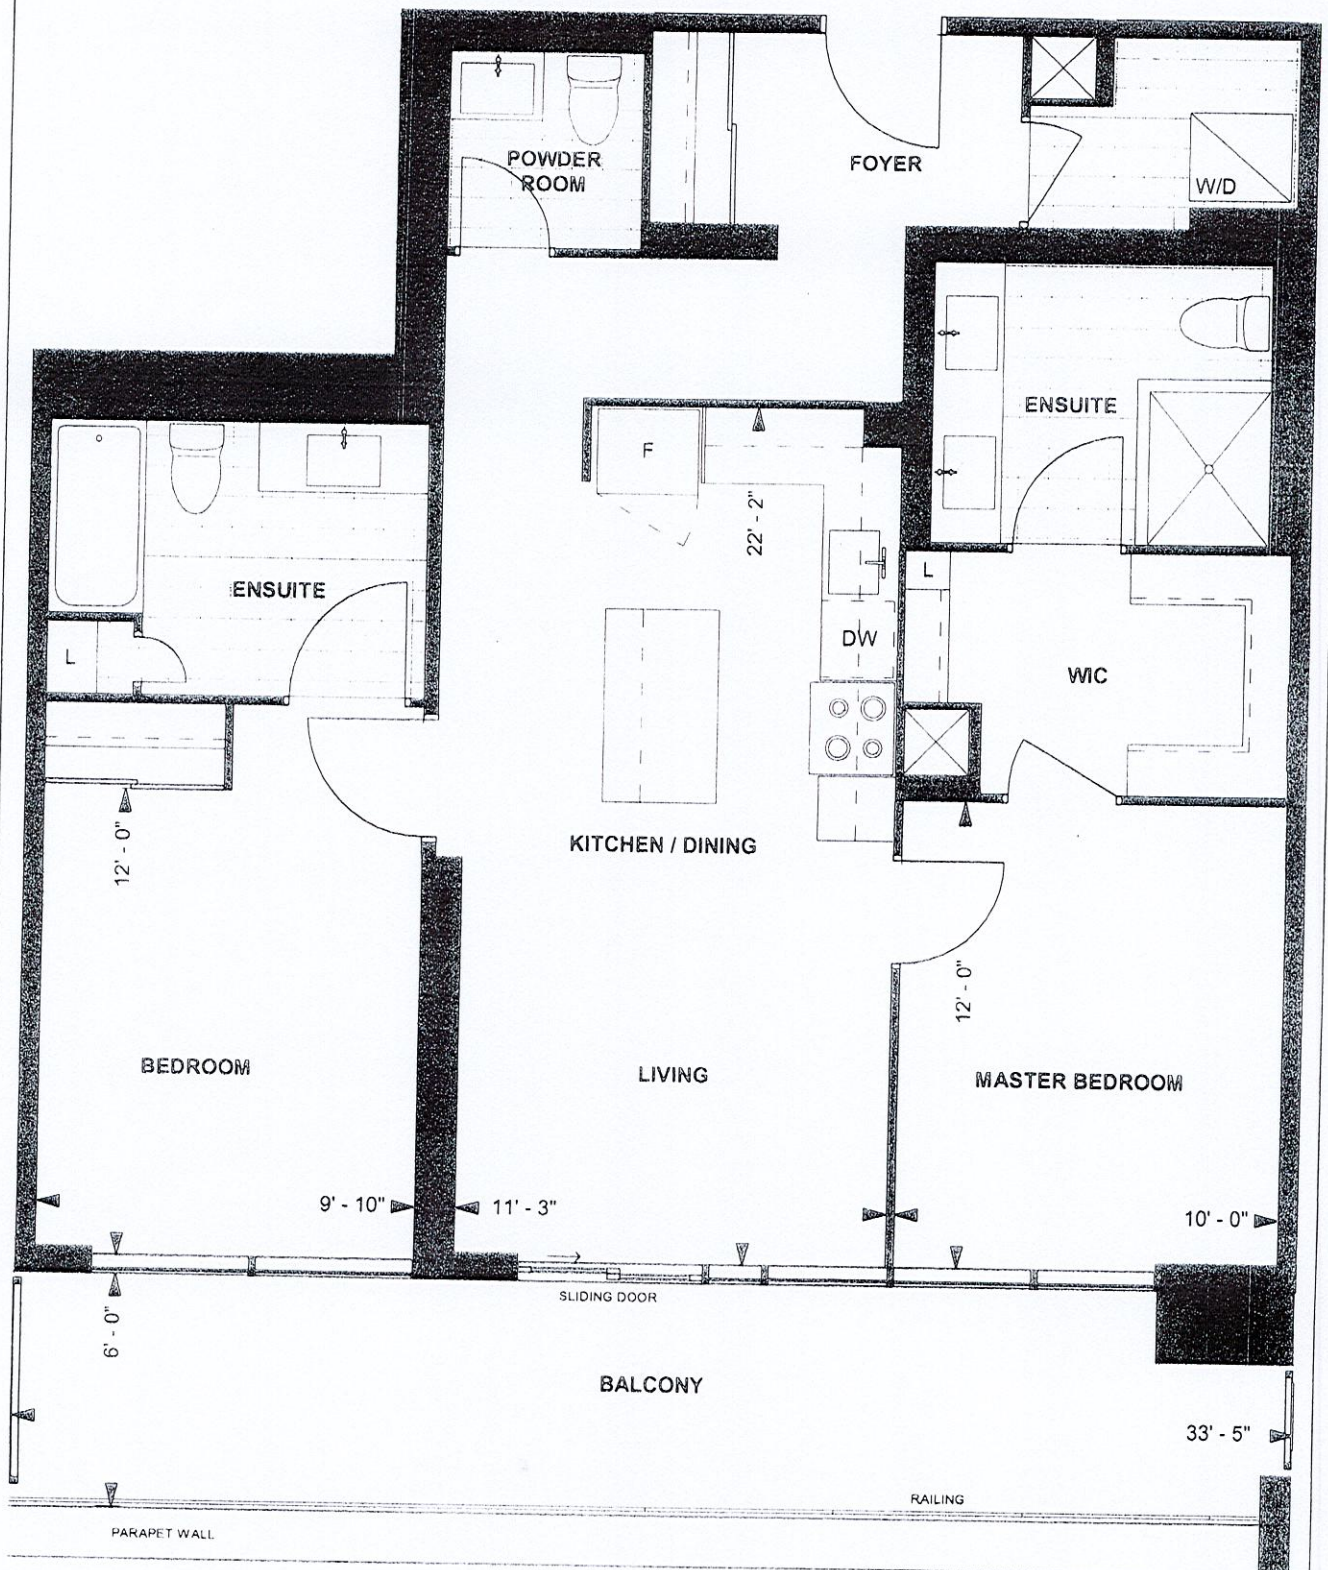 POWDER
ROOM
FOYER
W/D
ENSUITE
F
22' - 2"
ENSUITE
L
DW
L
WIC
12' - 0"
KITCHEN / DINING
12' - 0"
BEDROOM
LIVING
MASTER BEDROOM
9' - 10"
11' - 3"
10' - 0"
SLIDING DOOR
6' - 0"
BALCONY
33' - 5"
RAILING
PARAPET WALL